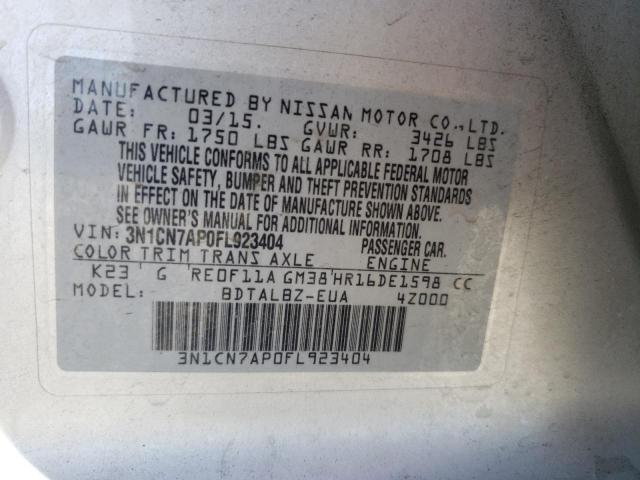 MANUFACTURED BY NISSAN MOTOR CO.,LTD.
DATE: 03/15. GVWR: 3426 LBS
GAWR FR: 1750 LBS GAWR RR: 1708 LBS
THIS VEHICLE CONFORMS TO ALL APPLICABLE FEDERAL MOTOR
VEHICLE SAFETY, BUMPER AND THEFT PREVENTION STANDARDS
IN EFFECT ON THE DATE OF MANUFACTURE SHOWN ABOVE.
SEE OWNER'S MANUAL FOR ADDITIONAL INFORMATION.
VIN: 3N1CN7AP0FL923404 PASSENGER CAR.
COLOR TRIM TRANS AXLE ENGINE
K23 G RE0F11A GM38 HR16DE1598 CC
MODEL: BDTALBZ-EUA 4Z000
3N1CN7AP0FL923404